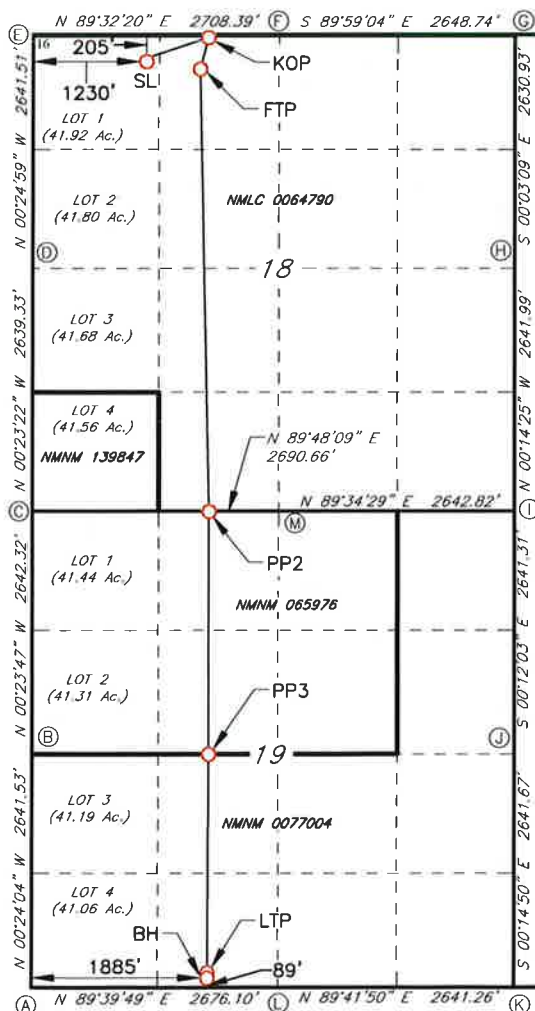 N 89°32'20" E 2708.39' S 89°59'04" E 2648.74'
E F G
16
205'
KOP
1230'
SL
FTP
N 00°24'59" W 2641.51'
S 00°03'09" E 2630.93'
LOT 1
(41.92 Ac.)
LOT 2
(41.80 Ac.)
NMLC 0064790
D H
18
N 00°23'22" W 2639.33'
N 00°14'25" W 2641.99'
LOT 3
(41.68 Ac.)
LOT 4
(41.56 Ac.)
NMNM 139847
N 89°48'09" E
2690.66'
N 89°34'29" E 2642.82'
C M I
PP2
N 00°23'47" W 2642.32'
S 00°12'03" E 2641.31'
LOT 1
(41.44 Ac.)
NMNM 065976
LOT 2
(41.31 Ac.)
PP3
B J
19
N 00°24'04" W 2641.53'
S 00°14'50" E 2641.67'
LOT 3
(41.19 Ac.)
NMNM 0077004
LOT 4
(41.06 Ac.)
BH
LTP
1885'
89'
A N 89°39'49" E 2676.10' L N 89°41'50" E 2641.26' K